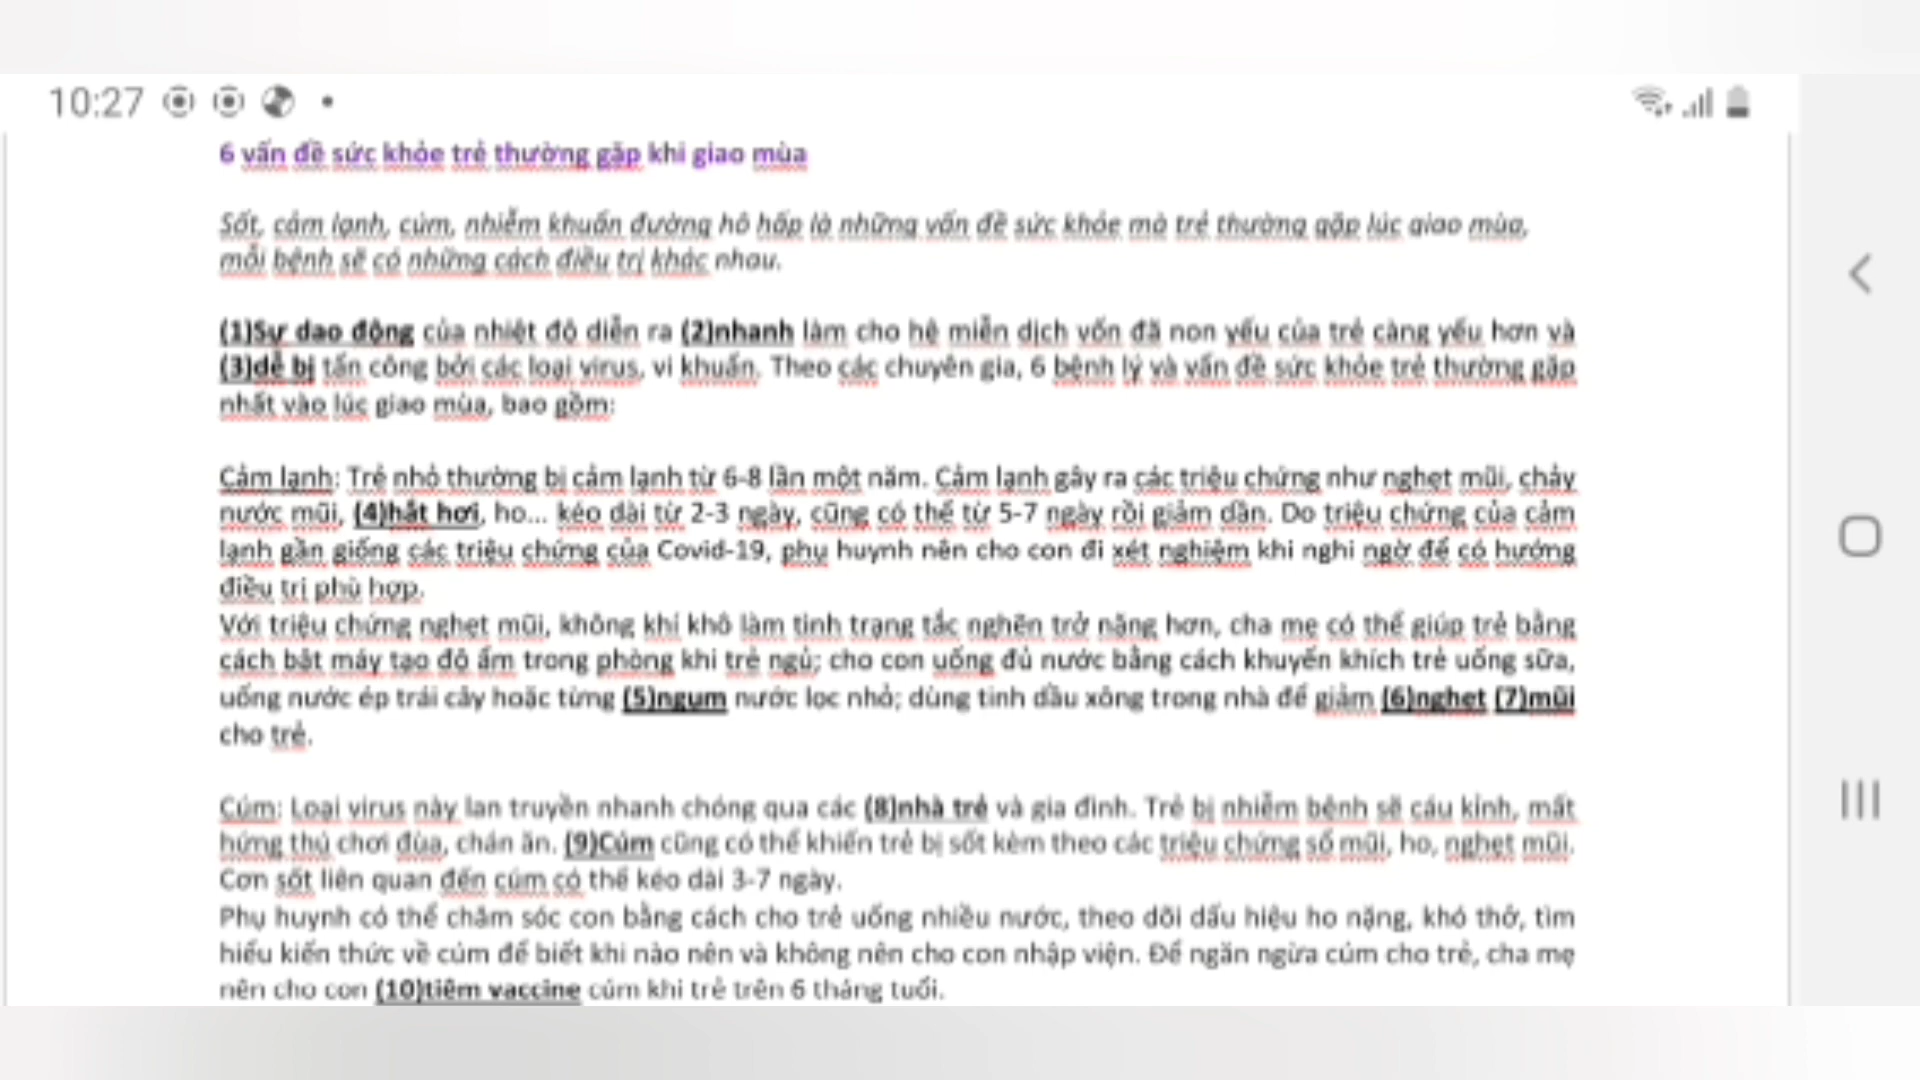 10:27
6 vấn đề sức khỏe trẻ thường gặp khi giao mùa
Sốt, cảm lạnh, cúm, nhiễm khuẩn đường hô hấp là những vấn đề sức khỏe mà trẻ thường gặp lúc giao mùa,
mỗi bệnh sẽ có những cách điều trị khác nhau.
(1)Sự dao động của nhiệt độ diễn ra (2)nhanh làm cho hệ miễn dịch vốn đã non yếu của trẻ càng yếu hơn và
(3)dễ bị tấn công bởi các loại virus, vi khuẩn. Theo các chuyên gia, 6 bệnh lý và vấn đề sức khỏe trẻ thường gặp
nhất vào lúc giao mùa, bao gồm:
Cảm lạnh: Trẻ nhỏ thường bị cảm lạnh từ 6-8 lần một năm. Cảm lạnh gây ra các triệu chứng như nghẹt mũi, chảy
nước mũi, (4)hắt hơi, ho... kéo dài từ 2-3 ngày, cũng có thể từ 5-7 ngày rồi giảm dần. Do triệu chứng của cảm
lạnh gần giống các triệu chứng của Covid-19, phụ huynh nên cho con đi xét nghiệm khi nghi ngờ để có hướng
điều trị phù hợp.
Với triệu chứng nghẹt mũi, không khí khô làm tình trạng tắc nghẽn trở nặng hơn, cha mẹ có thể giúp trẻ bằng
cách bật máy tạo độ ẩm trong phòng khi trẻ ngủ; cho con uống đủ nước bằng cách khuyến khích trẻ uống sữa,
uống nước ép trái cây hoặc từng (5)ngụm nước lọc nhỏ; dùng tinh dầu xông trong nhà để giảm (6)nghẹt (7)mũi
cho trẻ.
Cúm: Loại virus này lan truyền nhanh chóng qua các (8)nhà trẻ và gia đình. Trẻ bị nhiễm bệnh sẽ cáu kỉnh, mất
hứng thú chơi đùa, chán ăn. (9)Cúm cũng có thể khiến trẻ bị sốt kèm theo các triệu chứng sổ mũi, ho, nghẹt mũi.
Cơn sốt liên quan đến cúm có thể kéo dài 3-7 ngày.
Phụ huynh có thể chăm sóc con bằng cách cho trẻ uống nhiều nước, theo dõi dấu hiệu ho nặng, khó thở, tìm
hiểu kiến thức về cúm để biết khi nào nên và không nên cho con nhập viện. Để ngăn ngừa cúm cho trẻ, cha mẹ
nên cho con (10)tiêm vaccine cúm khi trẻ trên 6 tháng tuổi.